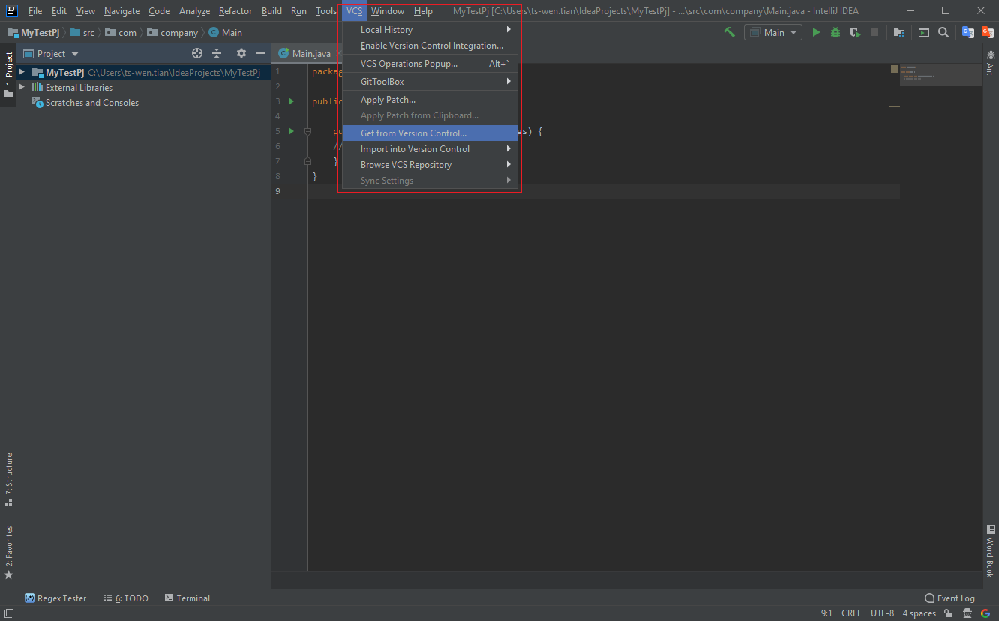 File Edit View Navigate Code Analyze Refactor Build Run Tools VCS Window Help MyTestPj [C:\Users\ts-wen.tian\IdeaProjects\MyTestPj] - ...\src\com\company\Main.java - IntelliJ IDEA
MyTestPj src com company Main
Main
Project
Main.java
1: Project
MyTestPj C:\Users\ts-wen.tian\IdeaProjects\MyTestPj
External Libraries
Scratches and Consoles
7: Structure
2: Favorites
Local History
Enable Version Control Integration...
VCS Operations Popup... Alt+`
GitToolBox
Apply Patch...
Apply Patch from Clipboard...
Get from Version Control...
Import into Version Control
Browse VCS Repository
Sync Settings
1 packag
2
3 public
4
5 pu gs) {
6 //
7 }
8 }
9
Ant
Word Book
Regex Tester 6: TODO Terminal Event Log
9:1 CRLF UTF-8 4 spaces